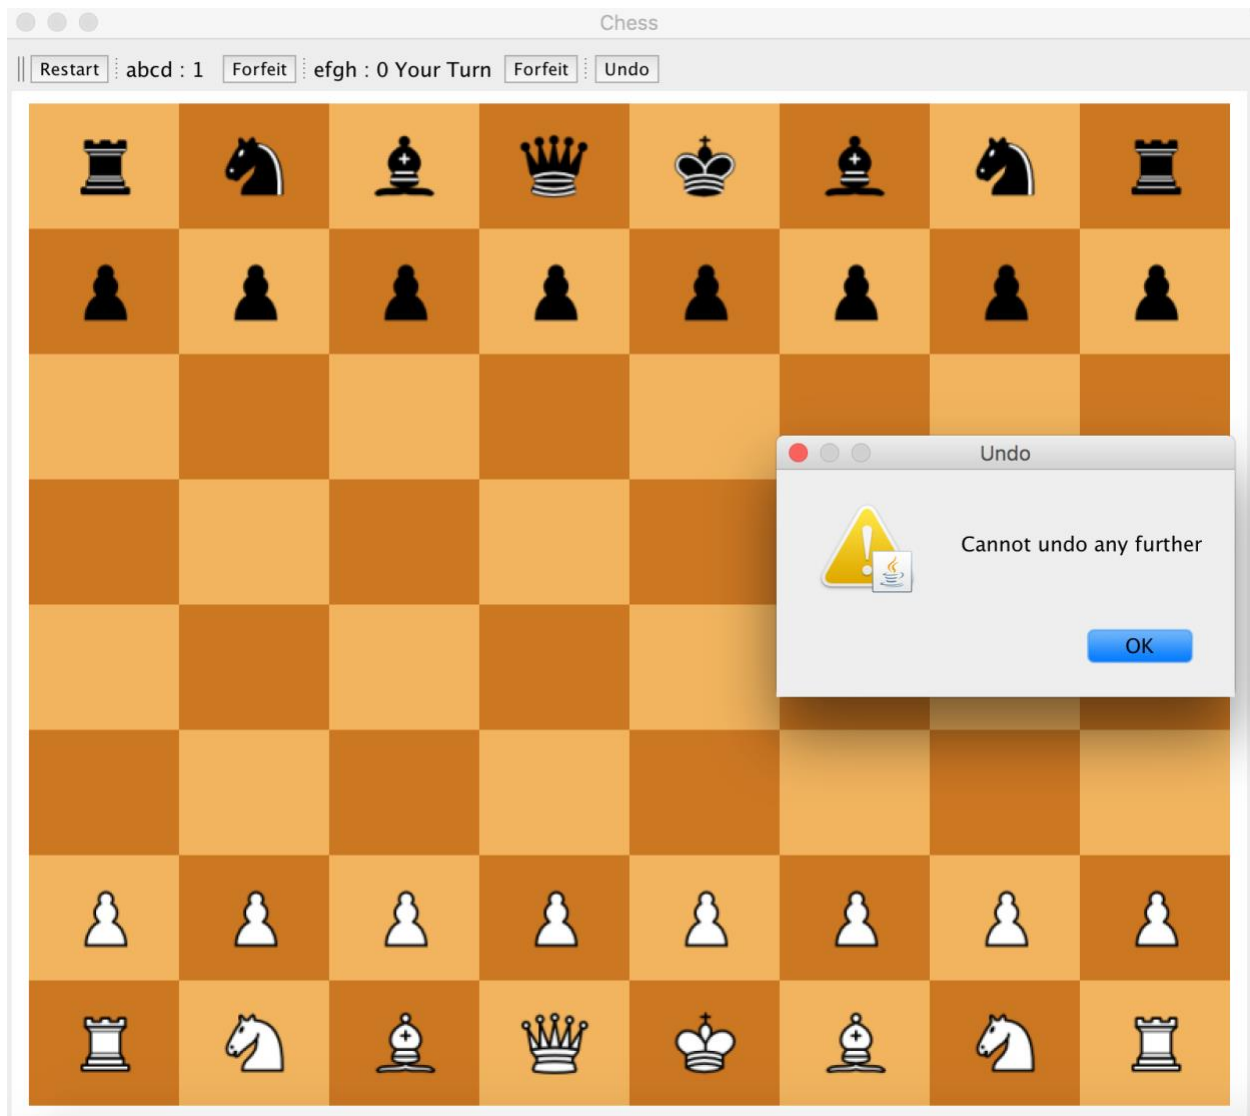 Chess
Restart abcd : 1 Forfeit efgh : 0 Your Turn Forfeit Undo
Undo
Cannot undo any further
OK